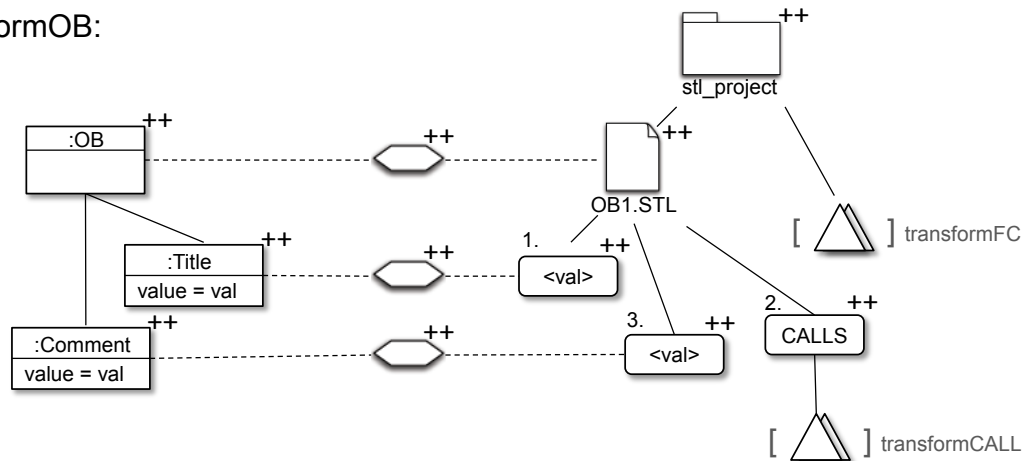 ormOB:
++
stl_project
++
:OB
++
++
OB1.STL
[ ] transformFC
++
:Title
value = val
++
1.
++
<val>
++
:Comment
value = val
++
3.
++
<val>
2.
++
CALLS
[ ] transformCALL